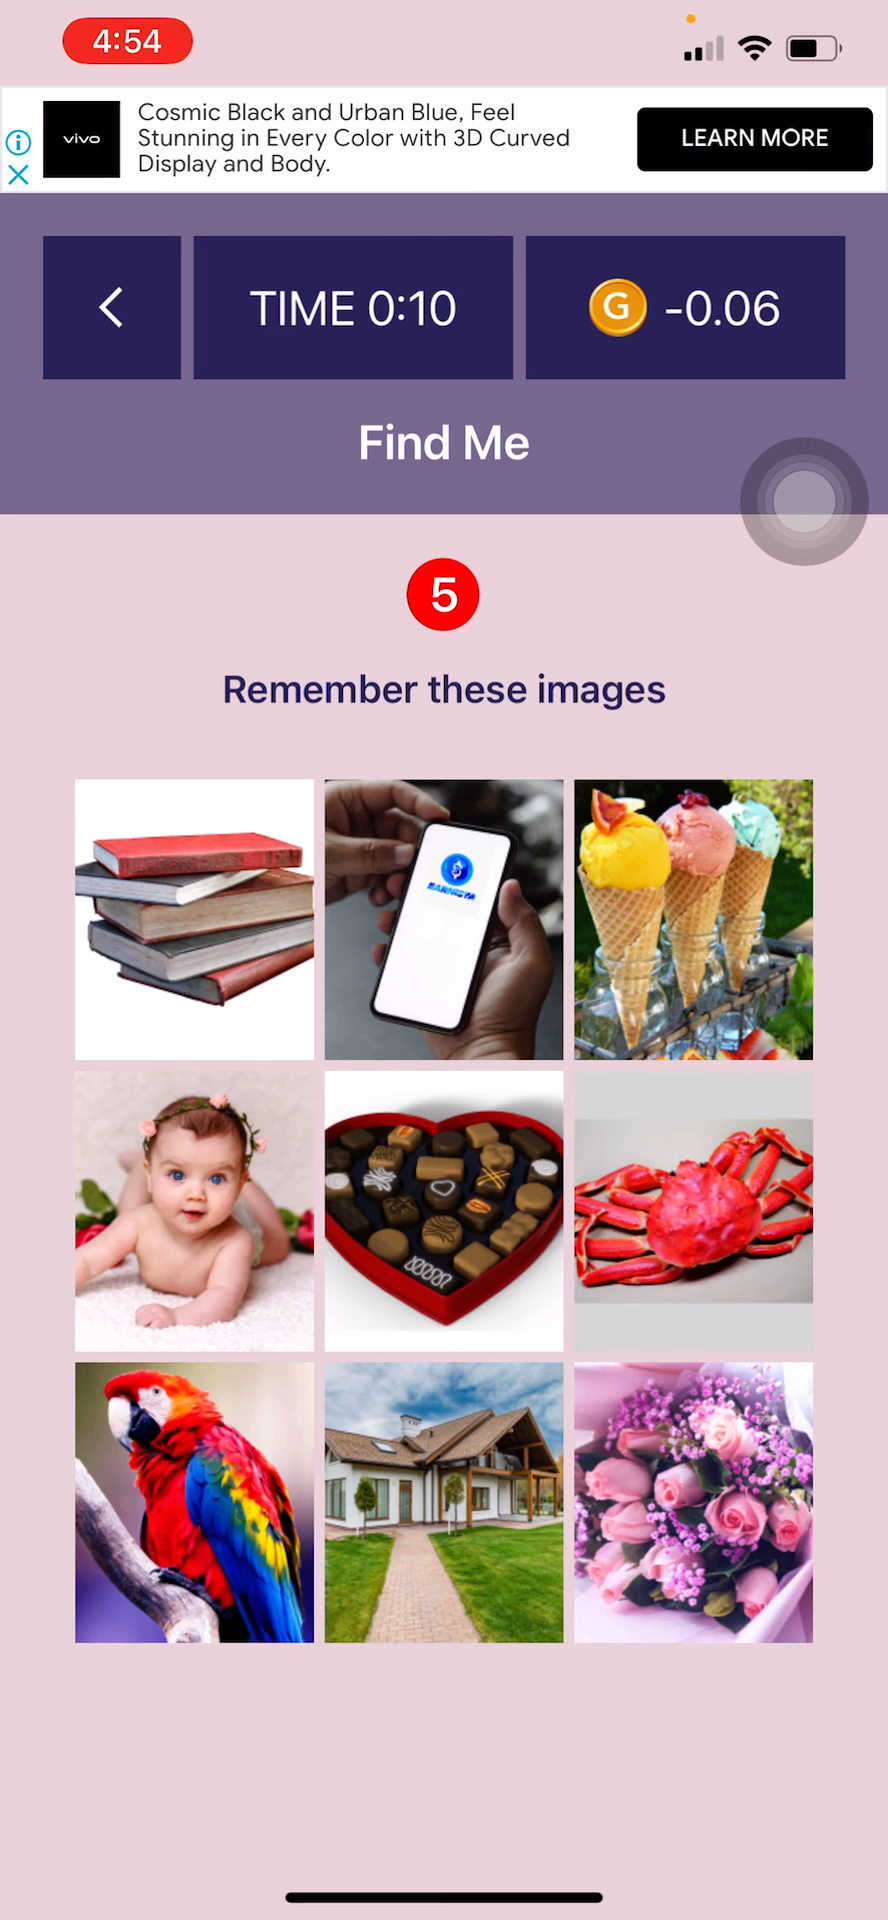 4:54
vivo
Cosmic Black and Urban Blue, Feel
Stunning in Every Color with 3D Curved
Display and Body.
LEARN MORE
TIME 0:10
G -0.06
Find Me
5
Remember these images